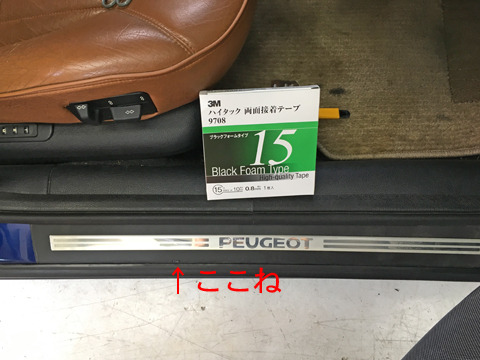 3M
ハイタック 両面接着テープ
9708
ブラックフォームタイプ
15
Black Foam Type
High-quality Tape
PEUGEOT
↑ここね